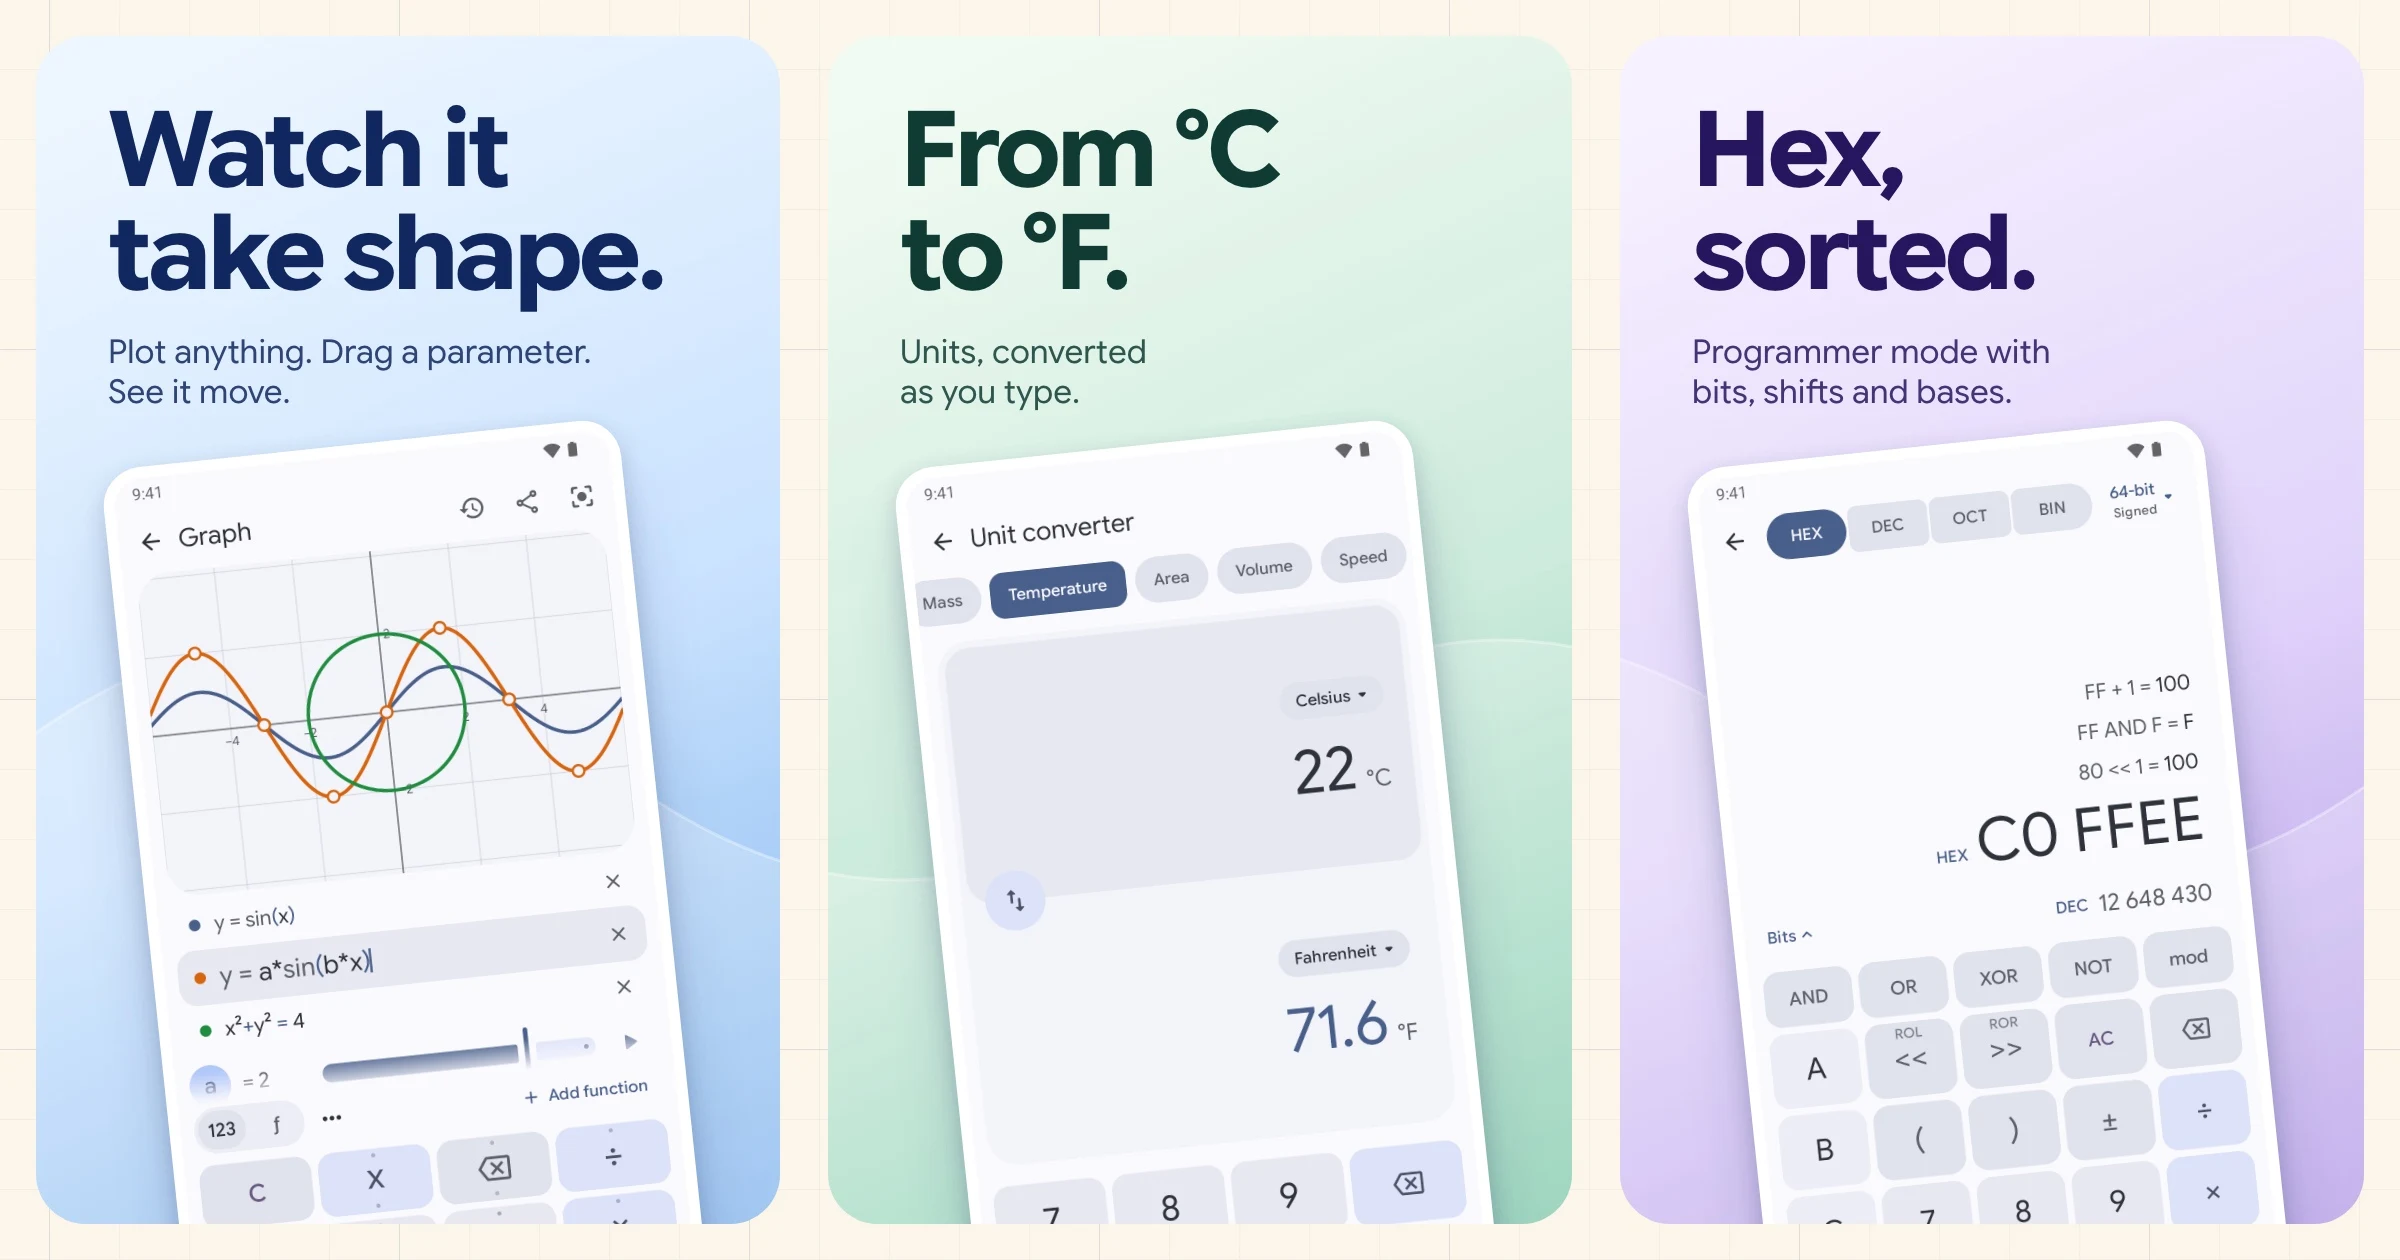 Watch it
take shape.
Plot anything. Drag a parameter.
See it move.
9:41
Graph
2
-4
-2
2
4
2
y = sin(x)
y = a*sin(b*x)
x²+y² = 4
a = 2
+ Add function
123 ƒ •••
C X ÷
From °C
to °F.
Units, converted
as you type.
9:41
Unit converter
Mass Temperature Area Volume Speed
Celsius
22 °C
Fahrenheit
71.6 °F
7 8 9
Hex,
sorted.
Programmer mode with
bits, shifts and bases.
9:41
HEX DEC OCT BIN 64-bit
Signed
FF + 1 = 100
FF AND F = F
80 << 1 = 100
HEX C0 FFEE
DEC 12 648 430
Bits
AND OR XOR NOT mod
ROL ROR
A << >> AC
B ( ) ± ÷
7 8 9 ×